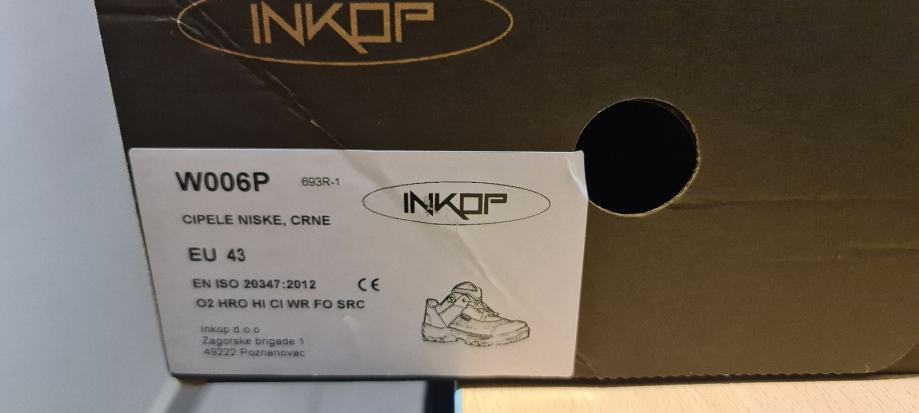 INKOP
W006P 693R-1
INKOP
CIPELE NISKE, CRNE
EU 43
EN ISO 20347:2012 CE
O2 HRO HI CI WR FO SRC
Inkop d.o.o
Zagorske brigade 1
49222 Poznanovac